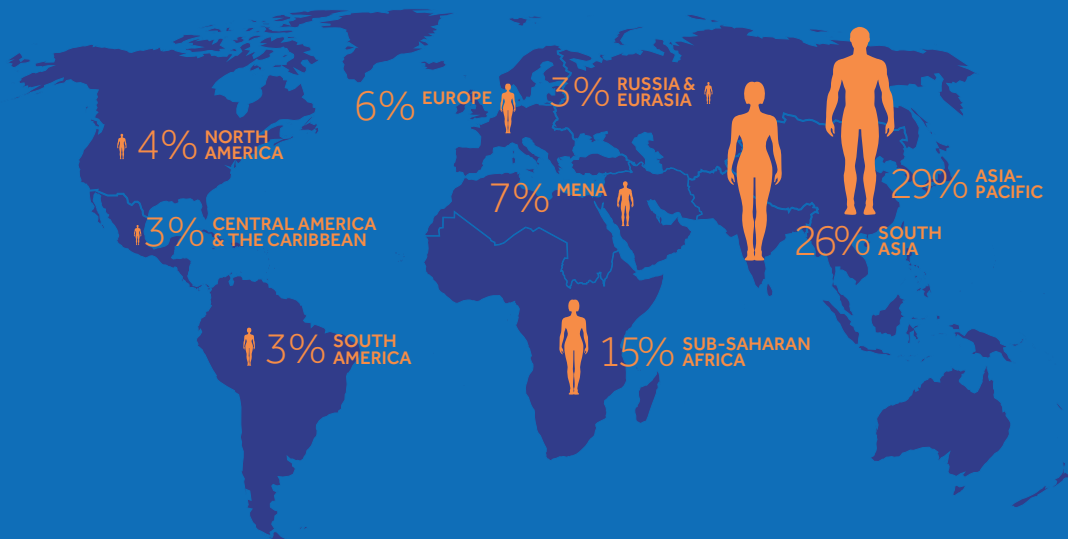 6% EUROPE
3% RUSSIA &
EURASIA
4% NORTH
AMERICA
29% ASIA-
PACIFIC
7% MENA
3% CENTRAL AMERICA
& THE CARIBBEAN
26% SOUTH
ASIA
3% SOUTH
AMERICA
15% SUB-SAHARAN
AFRICA